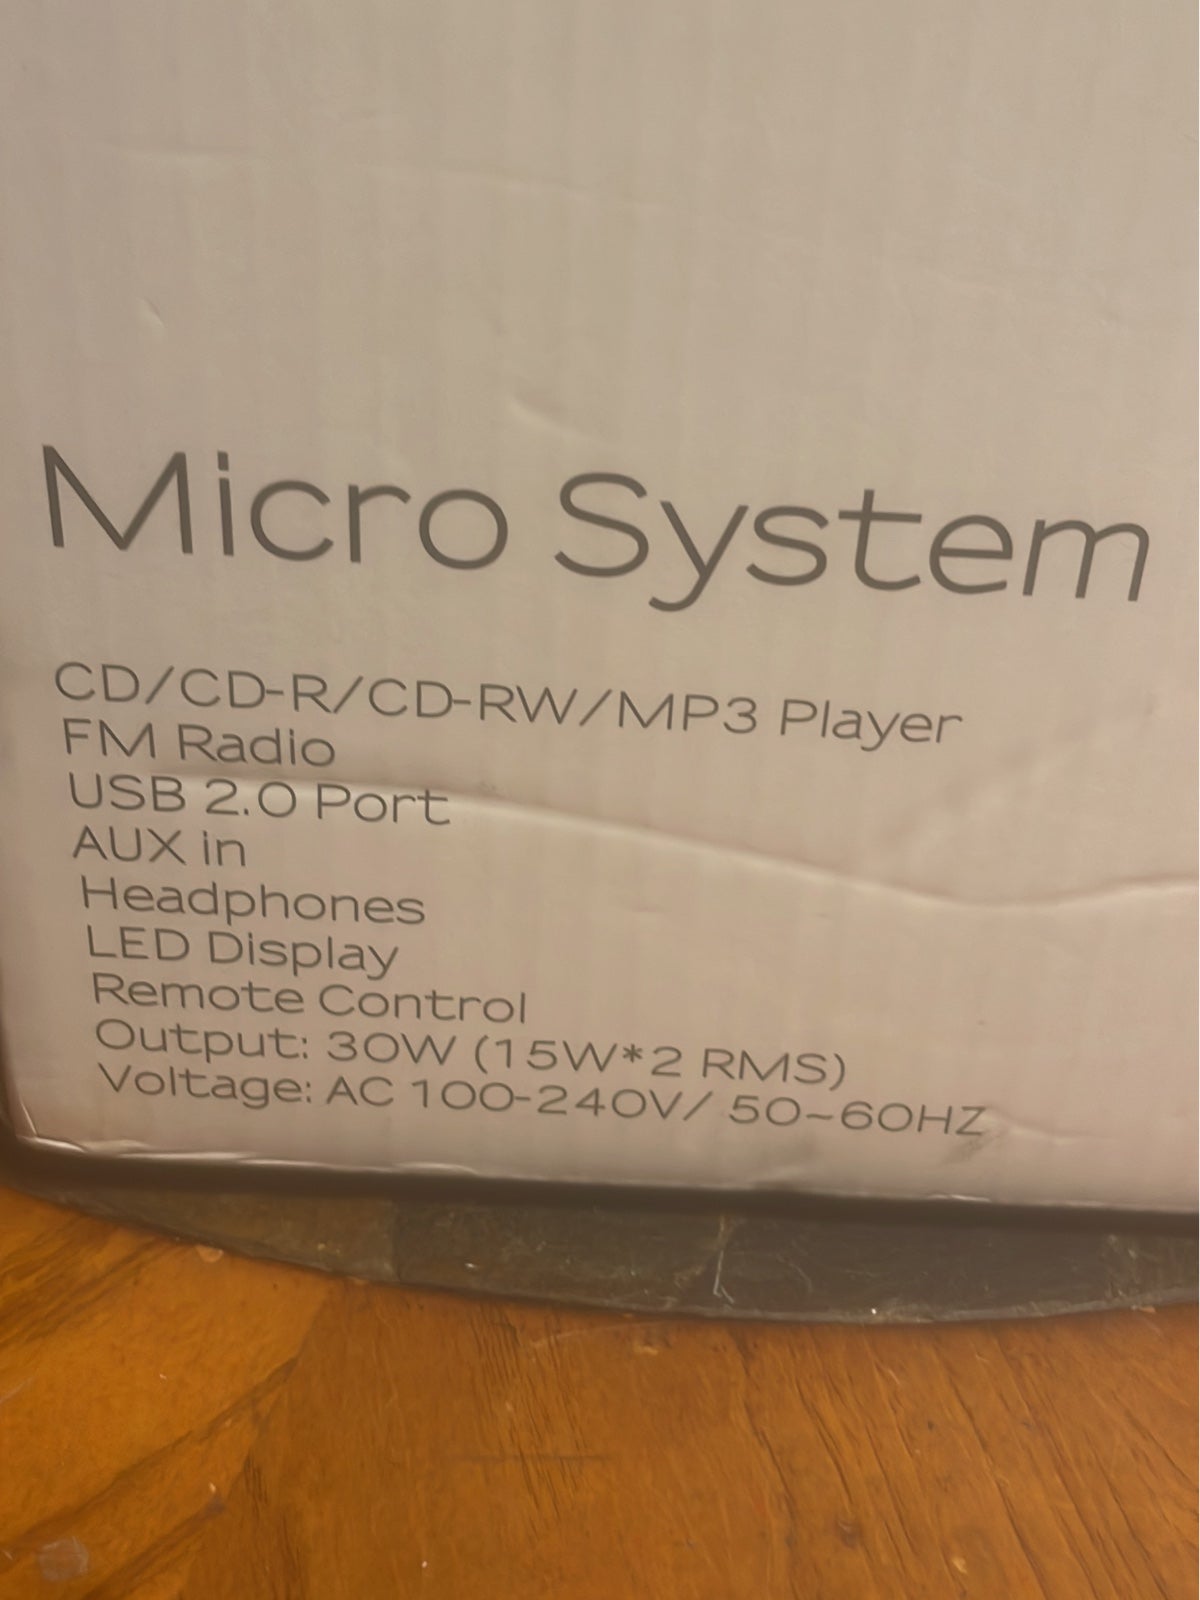 Micro System
CD/CD-R/CD-RW/MP3 Player
FM Radio
USB 2.0 Port
AUX in
Headphones
LED Display
Remote Control
Output: 30W (15W*2 RMS)
Voltage: AC 100-240V/ 50~60HZ